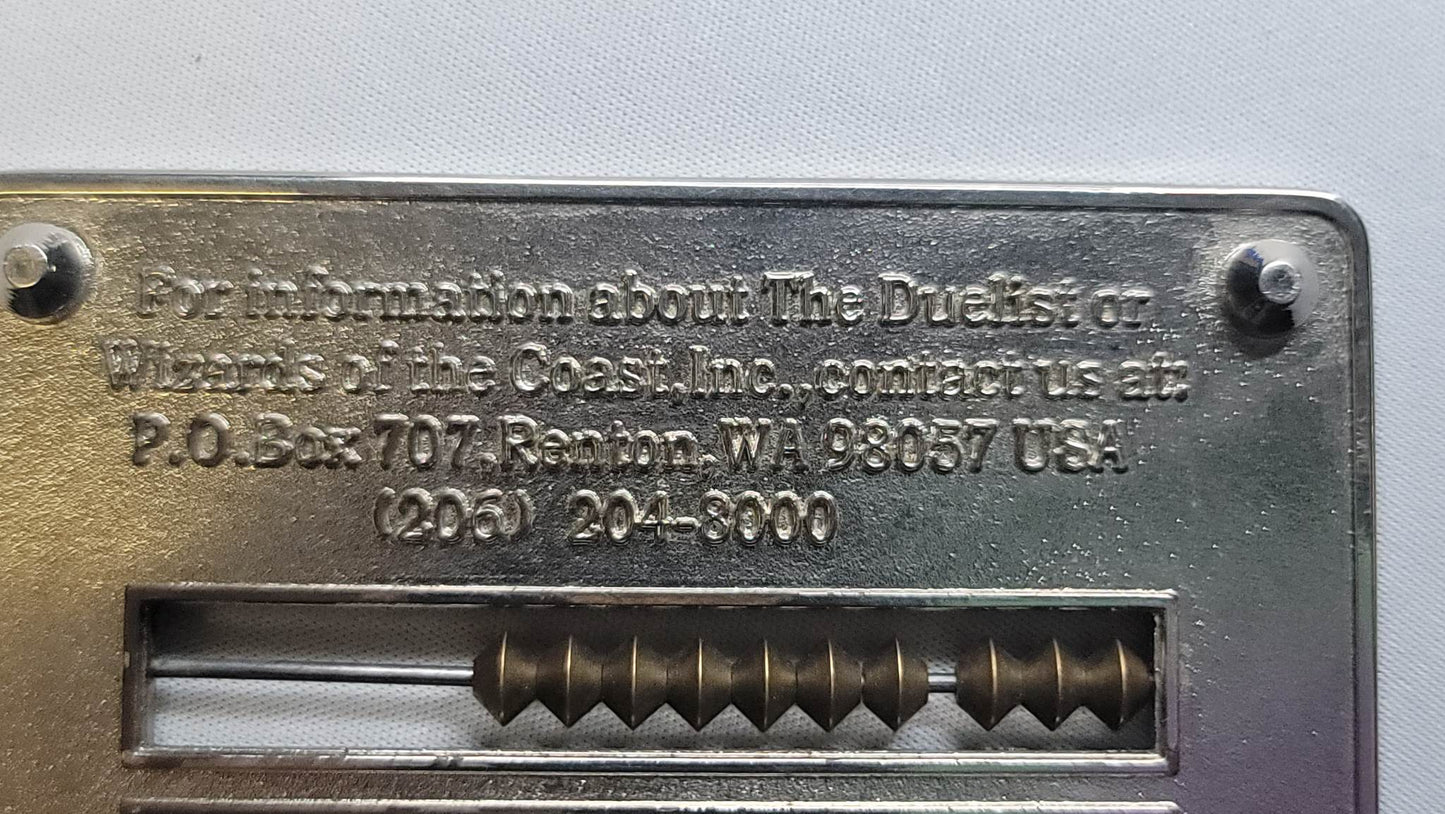 For information about The Duelist or
Wizards of the Coast, Inc., contact us at:
P.O. Box 707, Renton, WA 98057 USA
(206) 204-8000